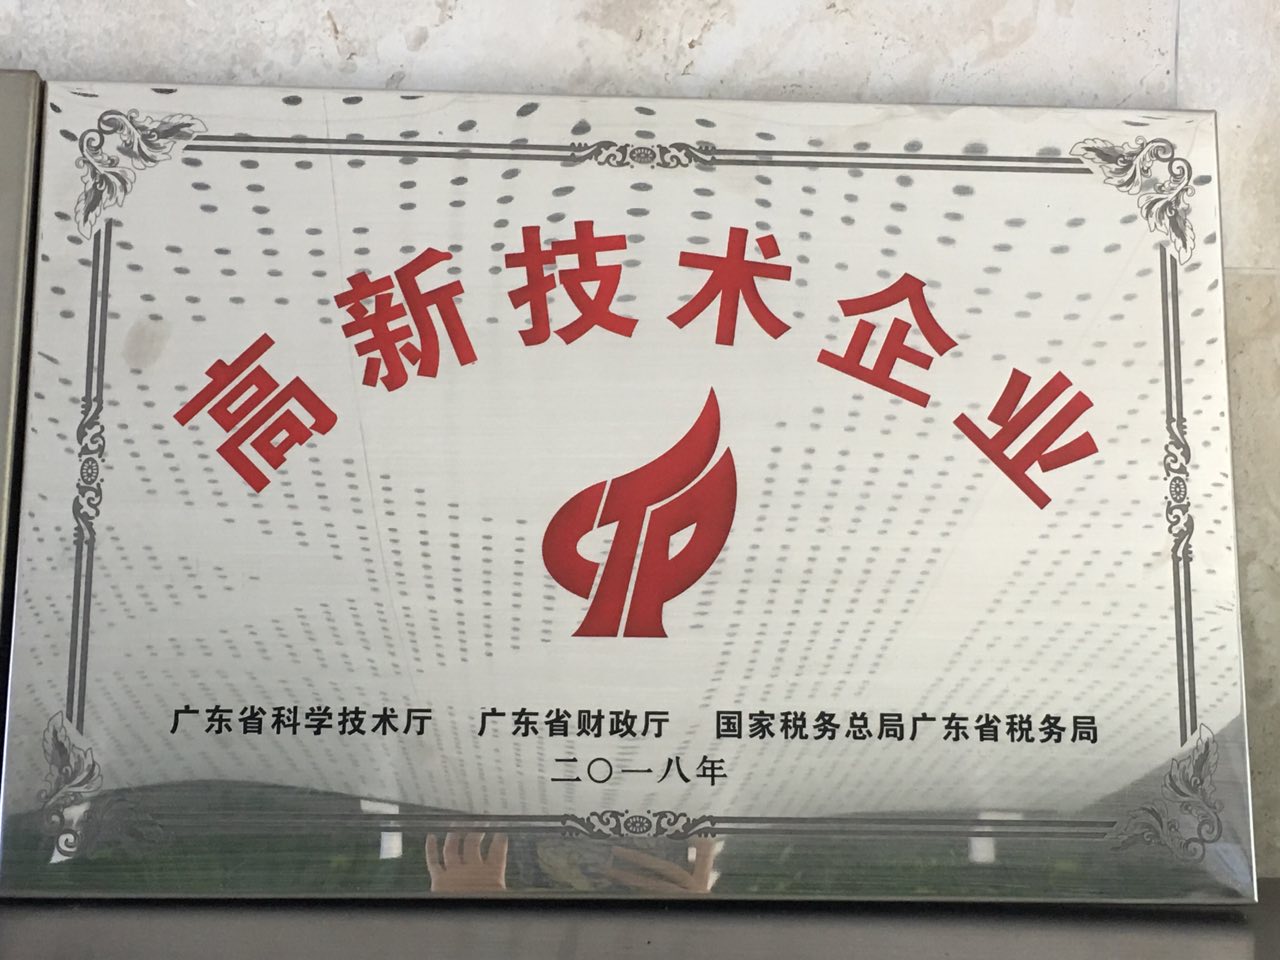 高新技术企业
广东省科学技术厅 广东省财政厅 国家税务总局广东省税务局
二〇一八年